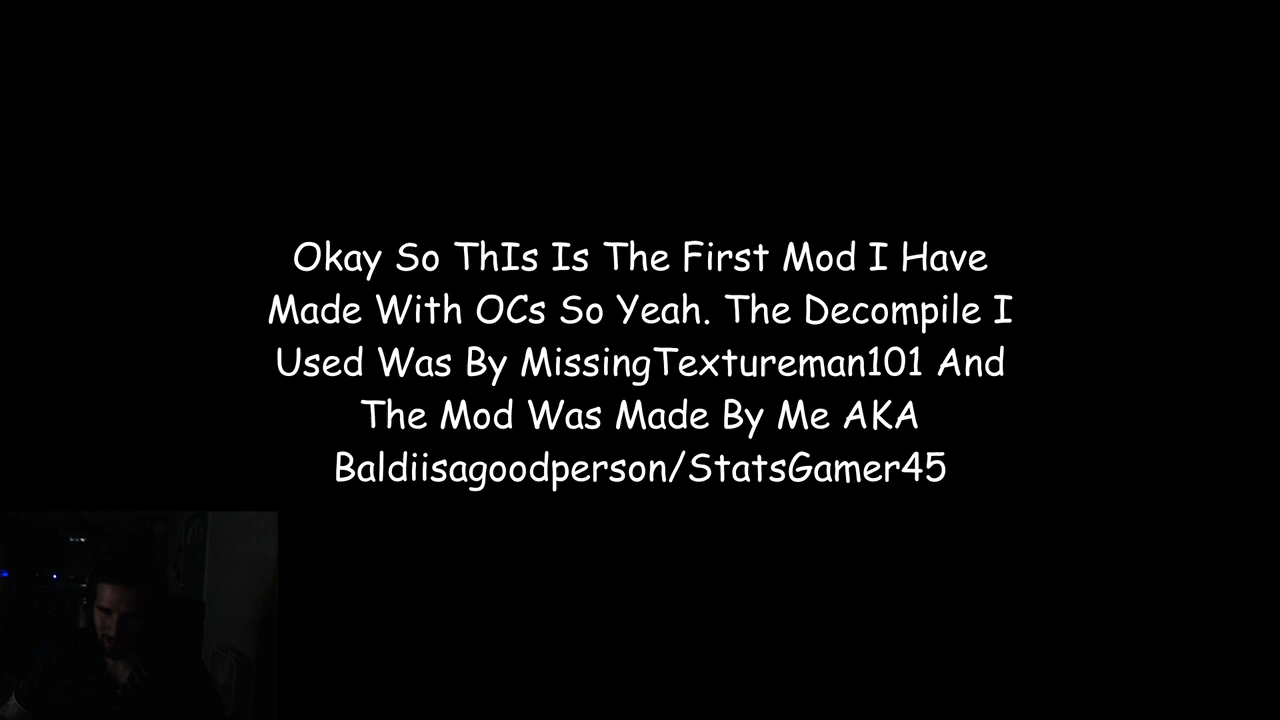 Okay So ThIs Is The First Mod I Have
Made With OCs So Yeah. The Decompile I
Used Was By MissingTextureman101 And
The Mod Was Made By Me AKA
Baldiisagoodperson/StatsGamer45